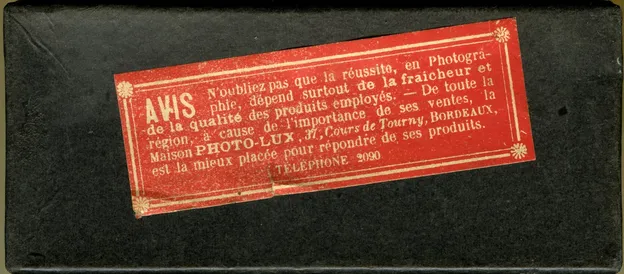 AVIS N'oubliez pas que la réussite, en Photogra-
phie, dépend surtout de la fraîcheur et
de la qualité des produits employés. — De toute la
région, à cause de l'importance de ses ventes, la
Maison PHOTO-LUX, 37, Cours de Tourny, BORDEAUX,
est la mieux placée pour répondre de ses produits.
TÉLÉPHONE 2090